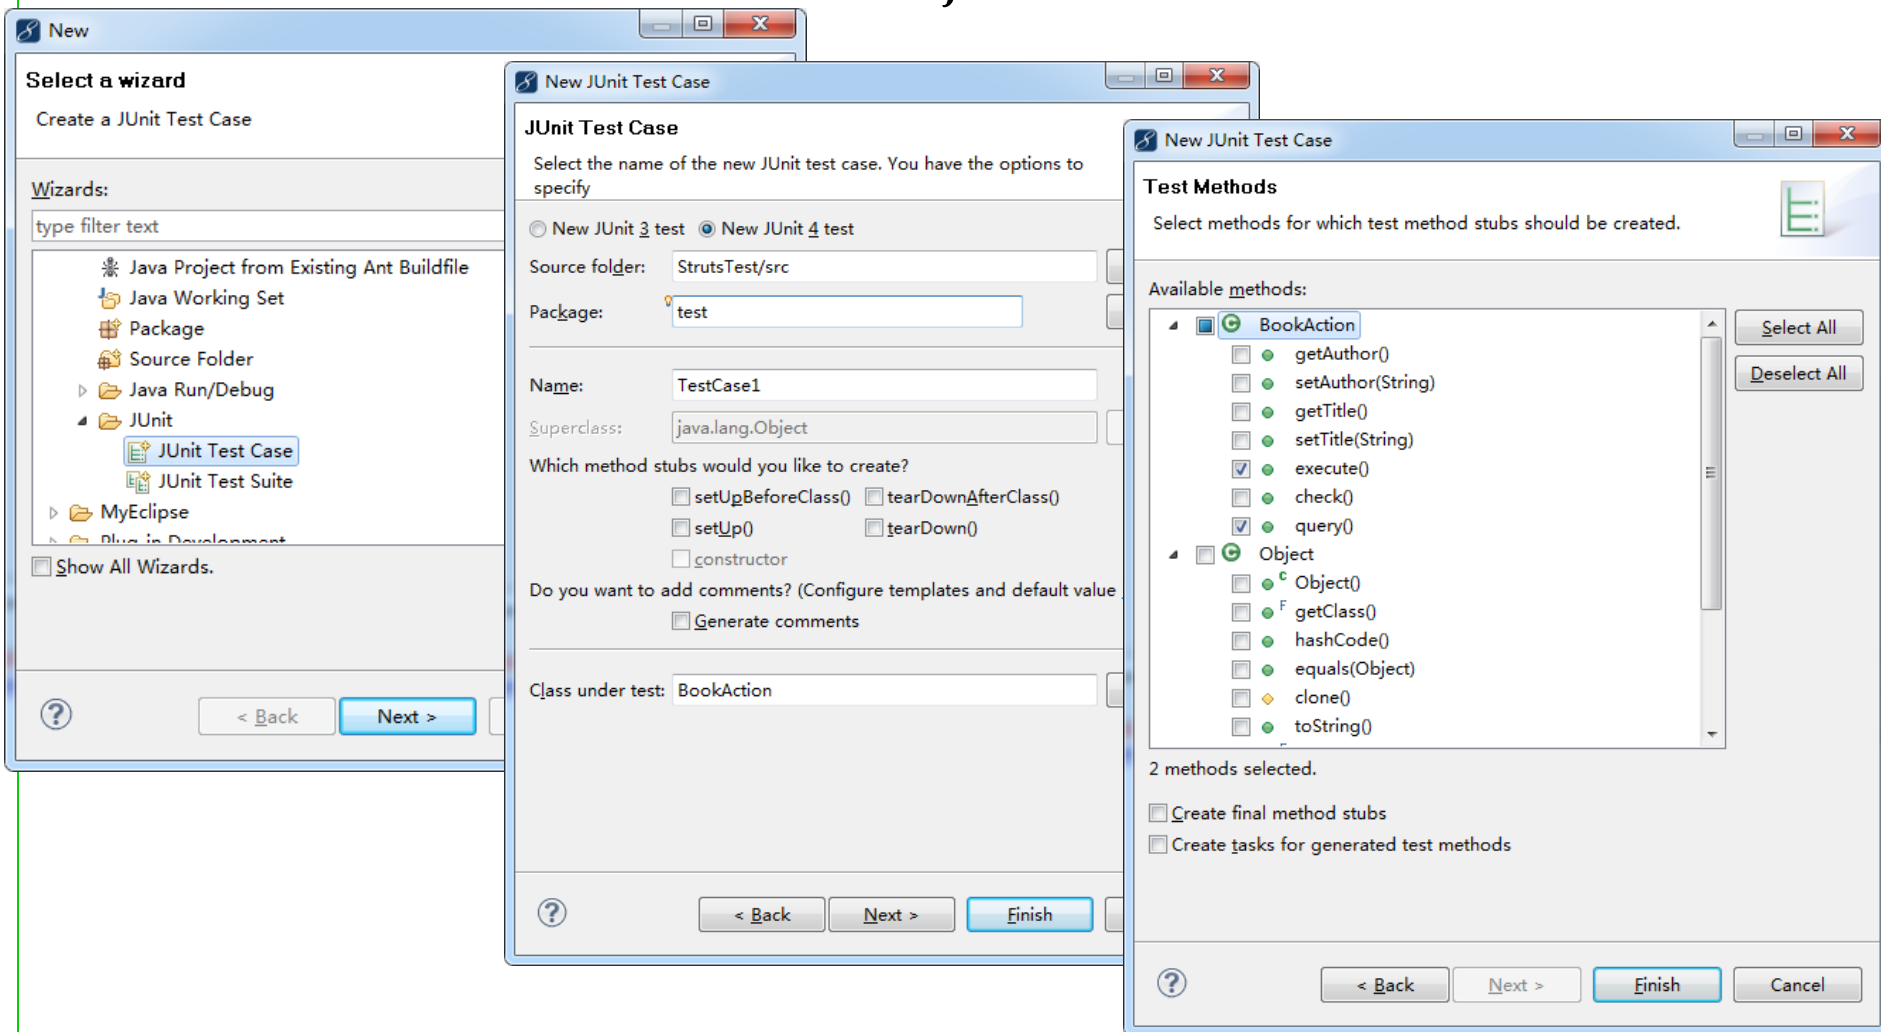 New
Select a wizard
Create a JUnit Test Case
Wizards:
type filter text
Java Project from Existing Ant Buildfile
Java Working Set
Package
Source Folder
Java Run/Debug
JUnit
JUnit Test Case
JUnit Test Suite
MyEclipse
Plug-in Development
Show All Wizards.
< Back
Next >
New JUnit Test Case
JUnit Test Case
Select the name of the new JUnit test case. You have the options to
specify
New JUnit 3 test
New JUnit 4 test
Source folder:
StrutsTest/src
Package:
test
Name:
TestCase1
Superclass:
java.lang.Object
Which method stubs would you like to create?
setUpBeforeClass()
tearDownAfterClass()
setUp()
tearDown()
constructor
Do you want to add comments? (Configure templates and default value
Generate comments
Class under test:
BookAction
< Back
Next >
Finish
New JUnit Test Case
Test Methods
Select methods for which test method stubs should be created.
Available methods:
BookAction
getAuthor()
setAuthor(String)
getTitle()
setTitle(String)
execute()
check()
query()
Object
Object()
getClass()
hashCode()
equals(Object)
clone()
toString()
Select All
Deselect All
2 methods selected.
Create final method stubs
Create tasks for generated test methods
< Back
Next >
Finish
Cancel